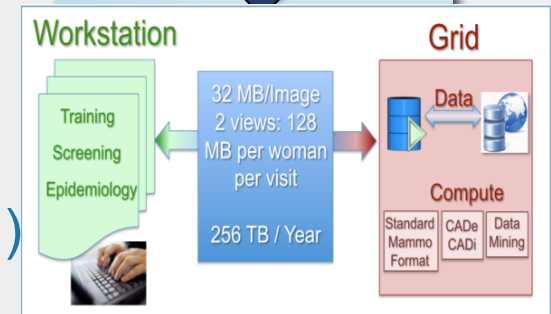 Workstation
Training
Screening
Epidemiology
)
32 MB/Image
2 views: 128
MB per woman
per visit
256 TB / Year
Grid
Data
Compute
Standard
Mammo
Format
CADe
CADi
Data
Mining